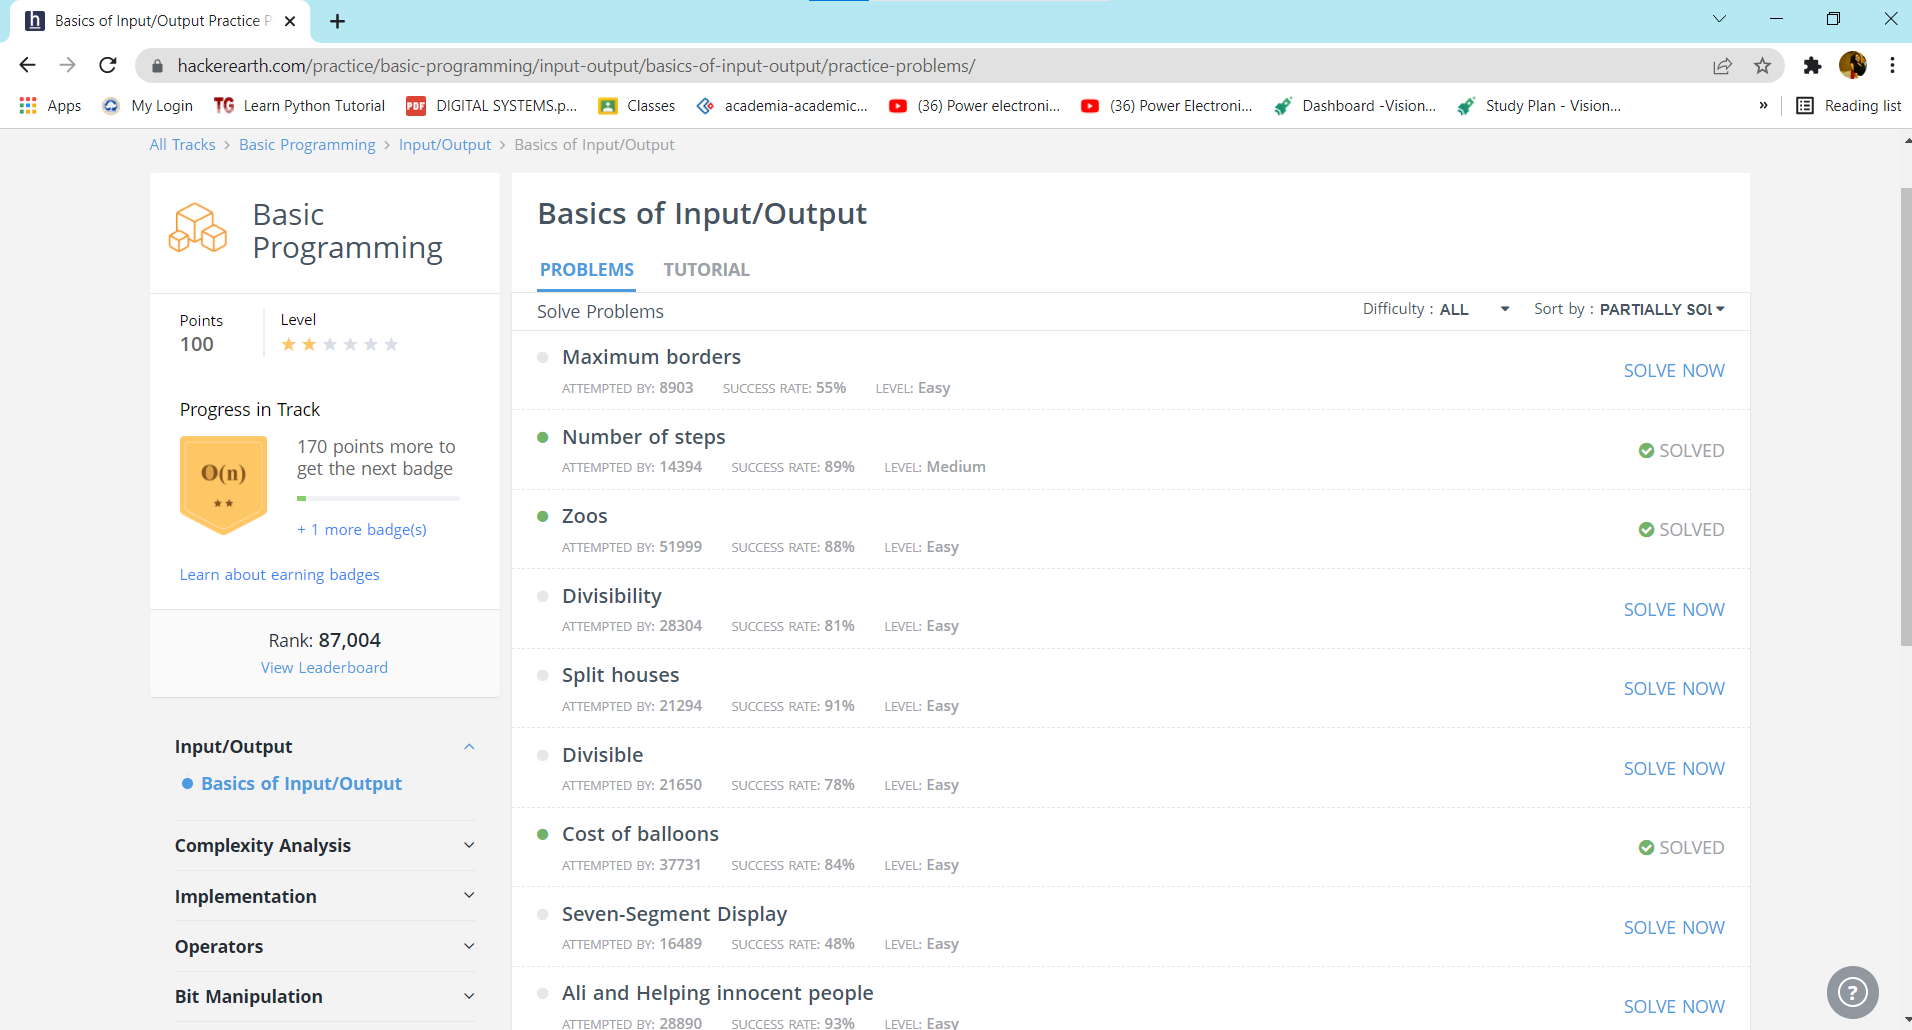 Basics of Input/Output Practice P
hackerearth.com/practice/basic-programming/input-output/basics-of-input-output/practice-problems/
Apps My Login TG Learn Python Tutorial PDF DIGITAL SYSTEMS.p... Classes academia-academic... (36) Power electroni... (36) Power Electroni... Dashboard -Vision... Study Plan - Vision... » Reading list
All Tracks > Basic Programming > Input/Output > Basics of Input/Output
Basic
Programming
Points
100
Level
Progress in Track
O(n)
170 points more to
get the next badge
+ 1 more badge(s)
Learn about earning badges
Rank: 87,004
View Leaderboard
Input/Output
Basics of Input/Output
Complexity Analysis
Implementation
Operators
Bit Manipulation
Basics of Input/Output
PROBLEMS TUTORIAL
Solve Problems Difficulty : ALL Sort by : PARTIALLY SOL
Maximum borders
ATTEMPTED BY: 8903 SUCCESS RATE: 55% LEVEL: Easy
SOLVE NOW
Number of steps
ATTEMPTED BY: 14394 SUCCESS RATE: 89% LEVEL: Medium
SOLVED
Zoos
ATTEMPTED BY: 51999 SUCCESS RATE: 88% LEVEL: Easy
SOLVED
Divisibility
ATTEMPTED BY: 28304 SUCCESS RATE: 81% LEVEL: Easy
SOLVE NOW
Split houses
ATTEMPTED BY: 21294 SUCCESS RATE: 91% LEVEL: Easy
SOLVE NOW
Divisible
ATTEMPTED BY: 21650 SUCCESS RATE: 78% LEVEL: Easy
SOLVE NOW
Cost of balloons
ATTEMPTED BY: 37731 SUCCESS RATE: 84% LEVEL: Easy
SOLVED
Seven-Segment Display
ATTEMPTED BY: 16489 SUCCESS RATE: 48% LEVEL: Easy
SOLVE NOW
Ali and Helping innocent people
ATTEMPTED BY: 28890 SUCCESS RATE: 93% LEVEL: Easy
SOLVE NOW
?